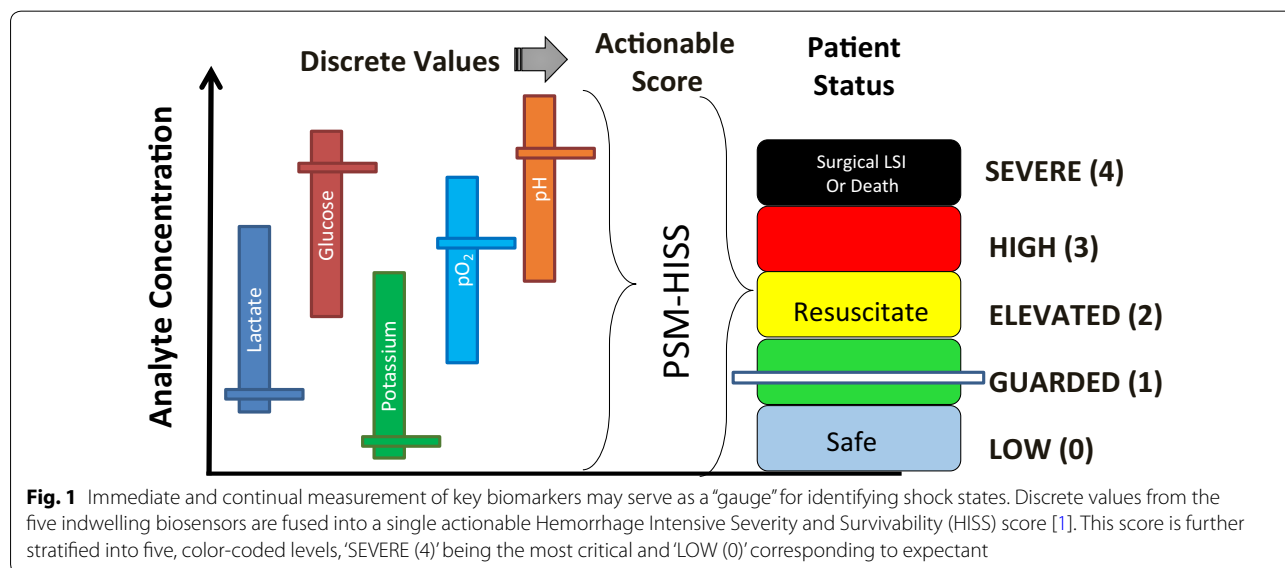 Discrete Values
Actionable
Score
Patient
Status
Analyte Concentration
Lactate
Glucose
Potassium
pO₂
pH
PSM-HISS
Surgical LSI
Or Death
SEVERE (4)
HIGH (3)
Resuscitate
ELEVATED (2)
GUARDED (1)
Safe
LOW (0)
Fig. 1 Immediate and continual measurement of key biomarkers may serve as a “gauge” for identifying shock states. Discrete values from the
five indwelling biosensors are fused into a single actionable Hemorrhage Intensive Severity and Survivability (HISS) score [1]. This score is further
stratified into five, color-coded levels, ‘SEVERE (4)’ being the most critical and ‘LOW (0)’ corresponding to expectant